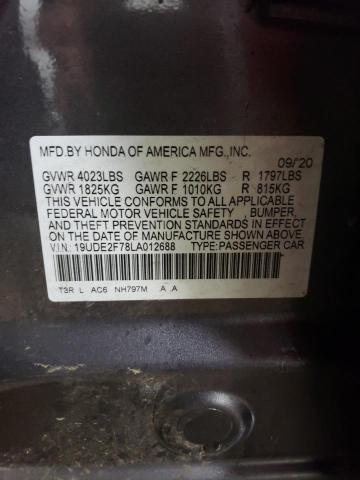 MFD.BY HONDA OF AMERICA MFG.,INC.
09/20
GVWR 4023LBS GAWR F 2226LBS R 1797LBS
GVWR 1825KG GAWR F 1010KG R 815KG
THIS VEHICLE CONFORMS TO ALL APPLICABLE
FEDERAL MOTOR VEHICLE SAFETY , BUMPER,
AND THEFT PREVENTION STANDARDS IN
EFFECT ON THE DATE OF MANUFACTURE
SHOWN ABOVE.
V.I.N.: 19UDE2F78LA012688 TYPE:PASSENGER CAR
T3R L AC6 NH797M A .A